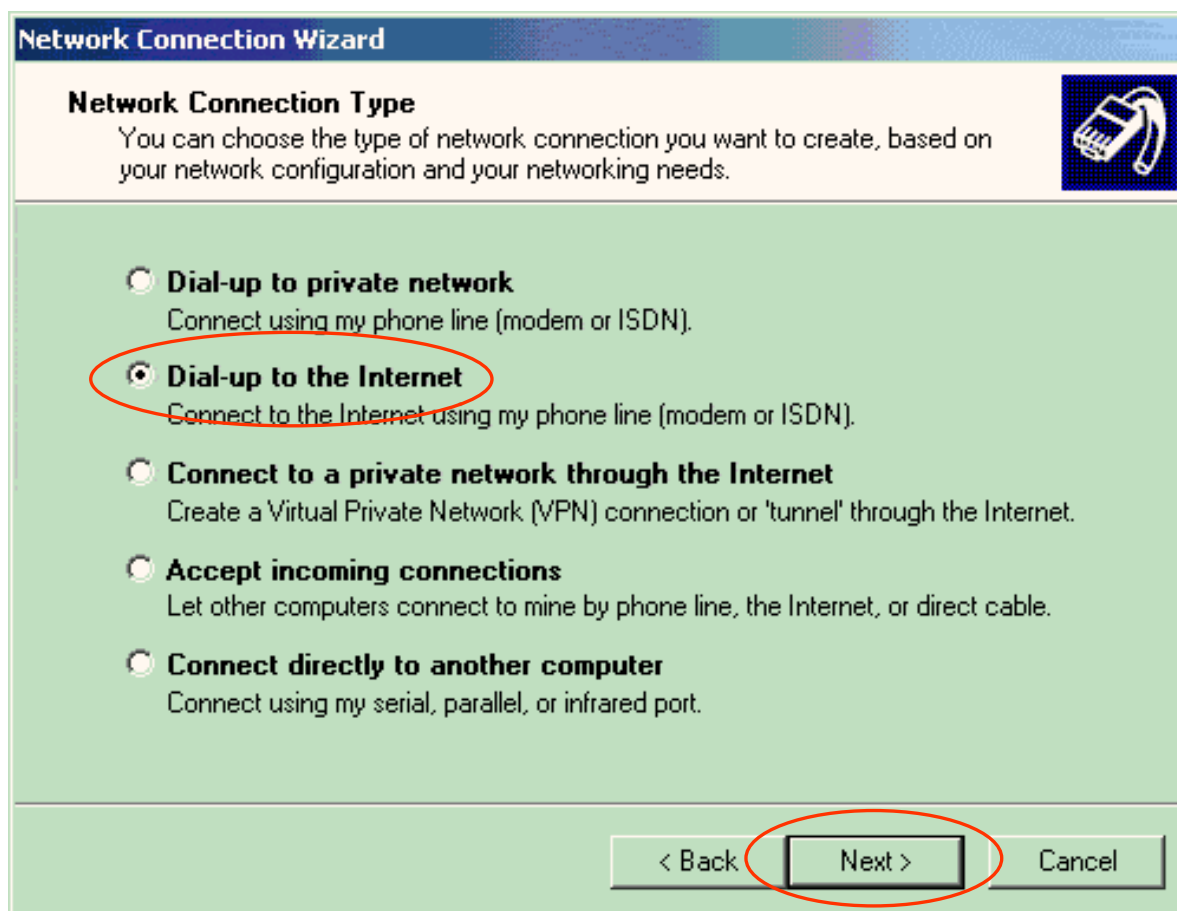 Network Connection Wizard
Network Connection Type
You can choose the type of network connection you want to create, based on
your network configuration and your networking needs.
Dial-up to private network
Connect using my phone line (modem or ISDN).
Dial-up to the Internet
Connect to the Internet using my phone line (modem or ISDN).
Connect to a private network through the Internet
Create a Virtual Private Network (VPN) connection or 'tunnel' through the Internet.
Accept incoming connections
Let other computers connect to mine by phone line, the Internet, or direct cable.
Connect directly to another computer
Connect using my serial, parallel, or infrared port.
< Back Next > Cancel